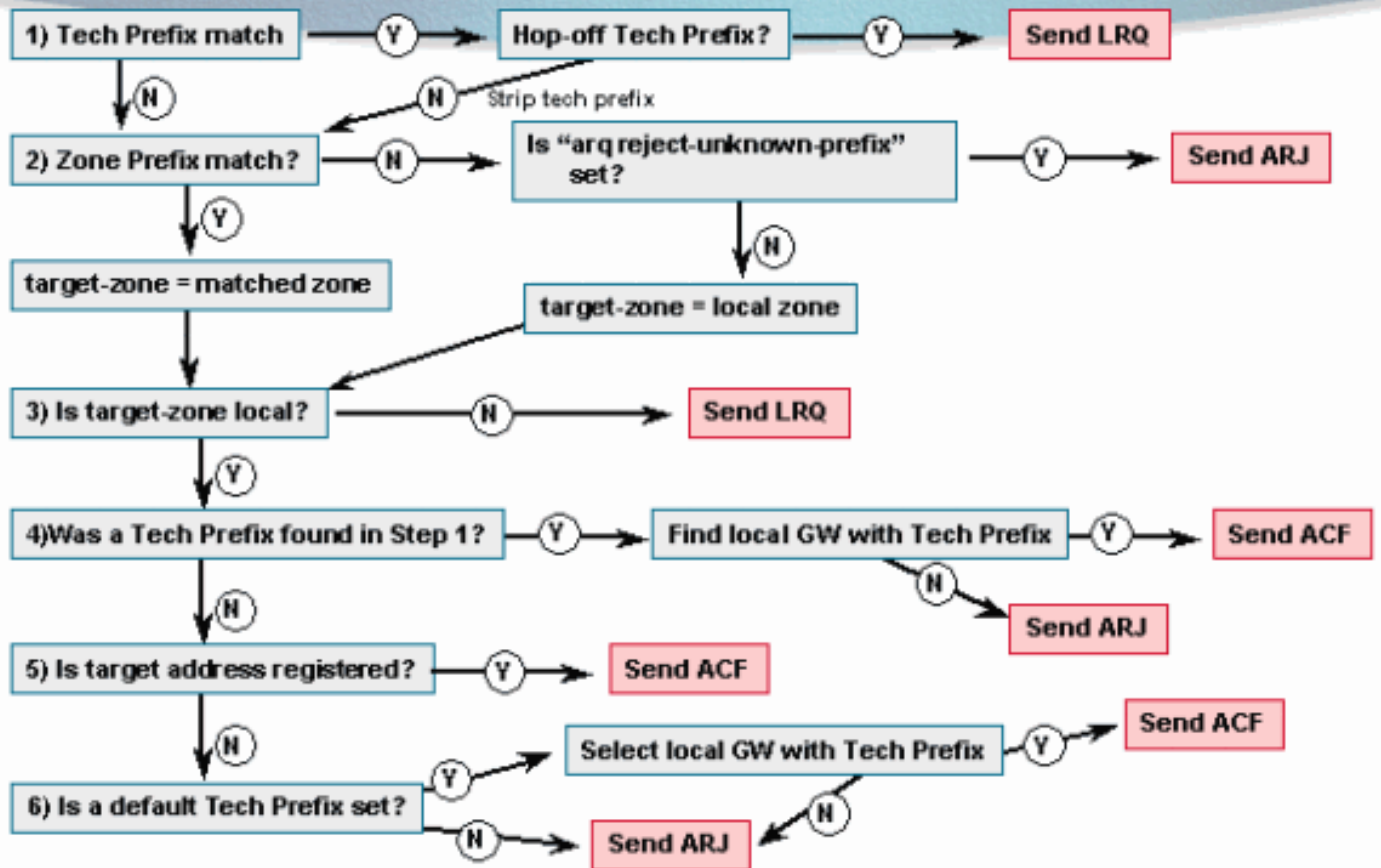 1) Tech Prefix match
Y
Hop-off Tech Prefix?
Y
Send LRQ
N
N
Strip tech prefix
2) Zone Prefix match?
N
Is “arq reject-unknown-prefix”
set?
Y
Send ARJ
Y
N
target-zone = matched zone
target-zone = local zone
3) Is target-zone local?
N
Send LRQ
Y
4)Was a Tech Prefix found in Step 1?
Y
Find local GW with Tech Prefix
Y
Send ACF
N
N
Send ARJ
5) Is target address registered?
Y
Send ACF
N
Select local GW with Tech Prefix
Y
Send ACF
6) Is a default Tech Prefix set?
Y
N
N
Send ARJ